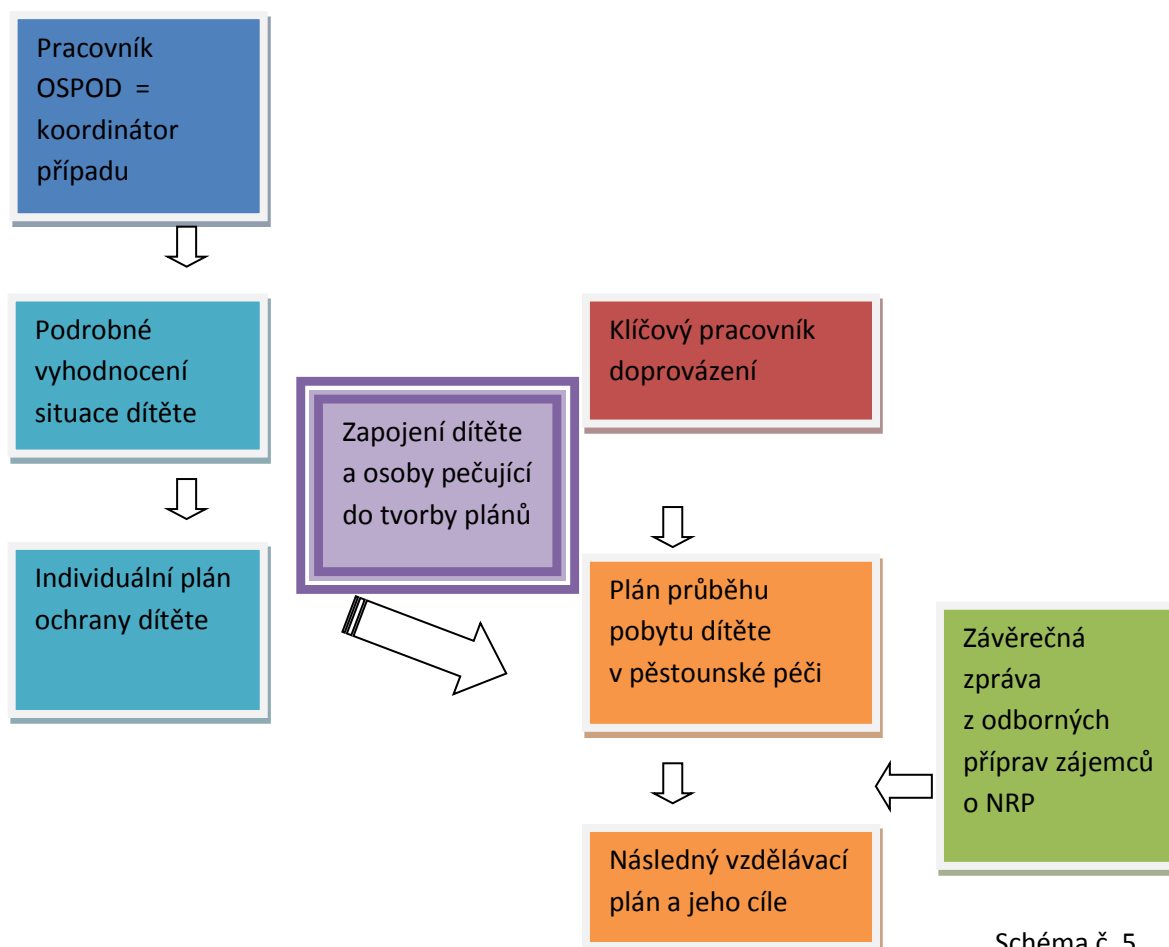 Pracovník
OSPOD =
koordinátor
případu
Podrobné
vyhodnocení
situace dítěte
Klíčový pracovník
doprovázení
Zapojení dítěte
a osoby pečující
do tvorby plánů
Individuální plán
ochrany dítěte
Plán průběhu
pobytu dítěte
v pěstounské péči
Závěrečná
zpráva
z odborných
příprav zájemců
o NRP
Následný vzdělávací
plán a jeho cíle
Schéma č. 5